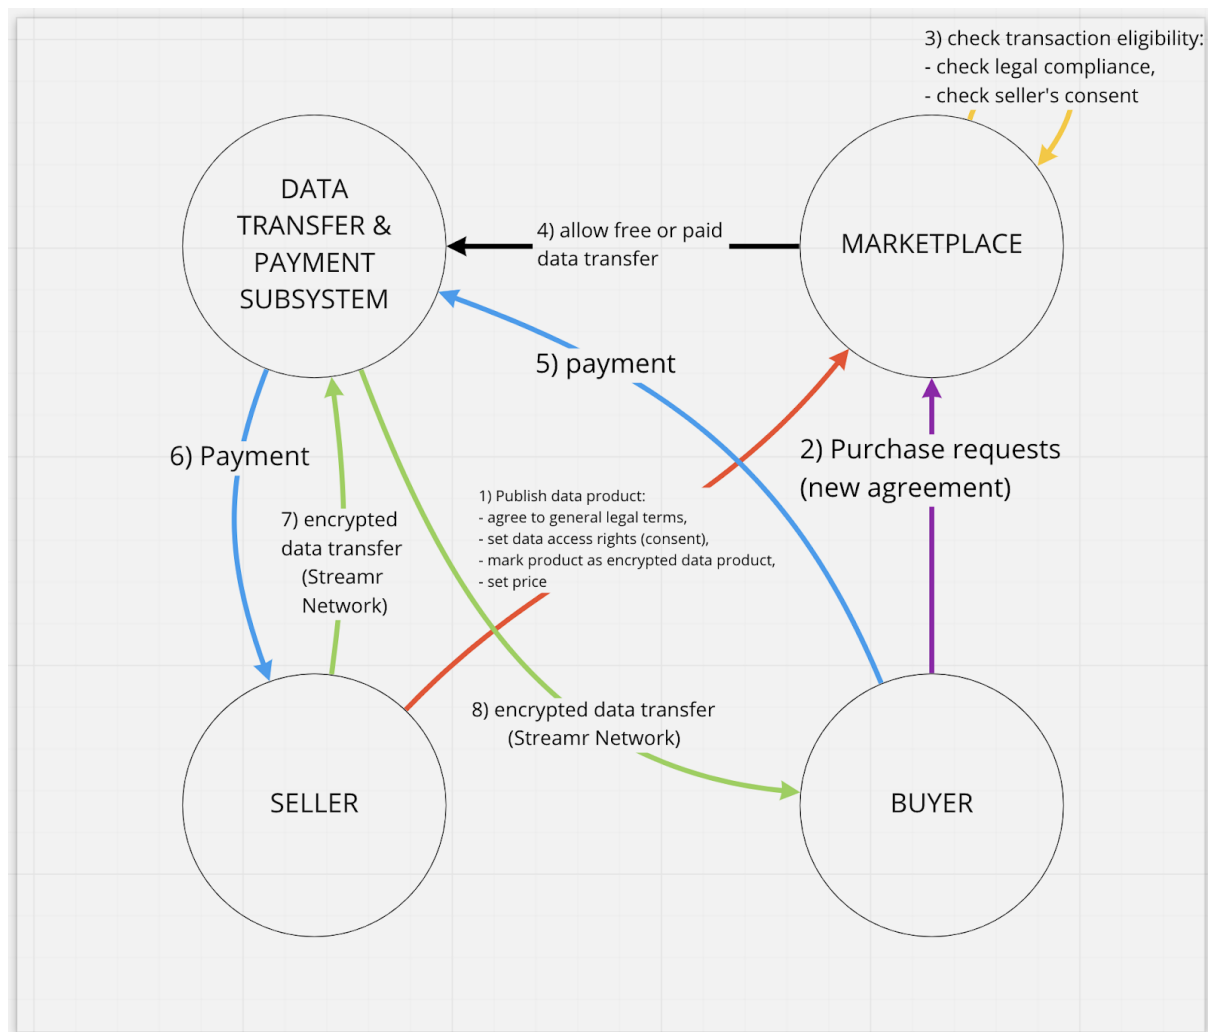 3) check transaction eligibility:
- check legal compliance,
- check seller's consent
DATA
TRANSFER &
PAYMENT
SUBSYSTEM
4) allow free or paid
data transfer
MARKETPLACE
5) payment
6) Payment
2) Purchase requests
(new agreement)
1) Publish data product:
- agree to general legal terms,
- set data access rights (consent),
- mark product as encrypted data product,
- set price
7) encrypted
data transfer
(Streamr
Network)
8) encrypted data transfer
(Streamr Network)
SELLER
BUYER